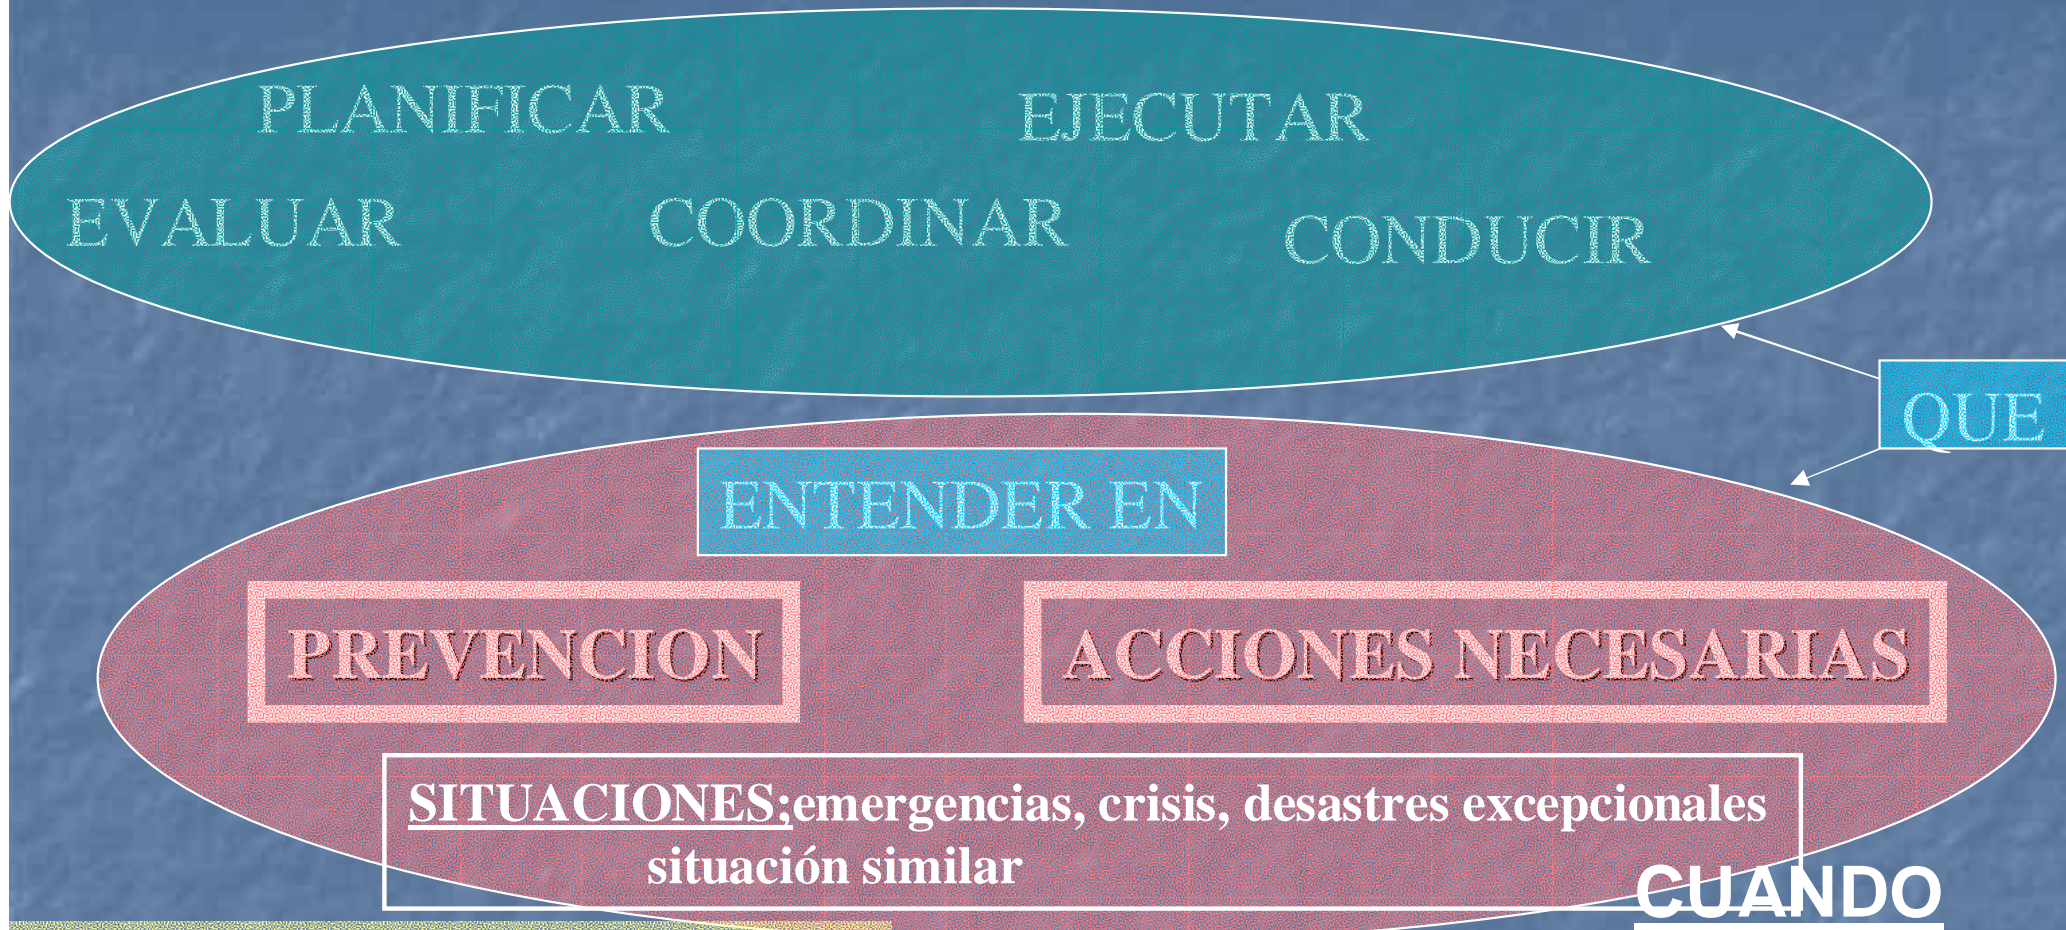 PLANIFICAR
EJECUTAR
EVALUAR
COORDINAR
CONDUCIR
QUE
ENTENDER EN
PREVENCION
ACCIONES NECESARIAS
SITUACIONES;emergencias, crisis, desastres excepcionales
situación similar
CUANDO